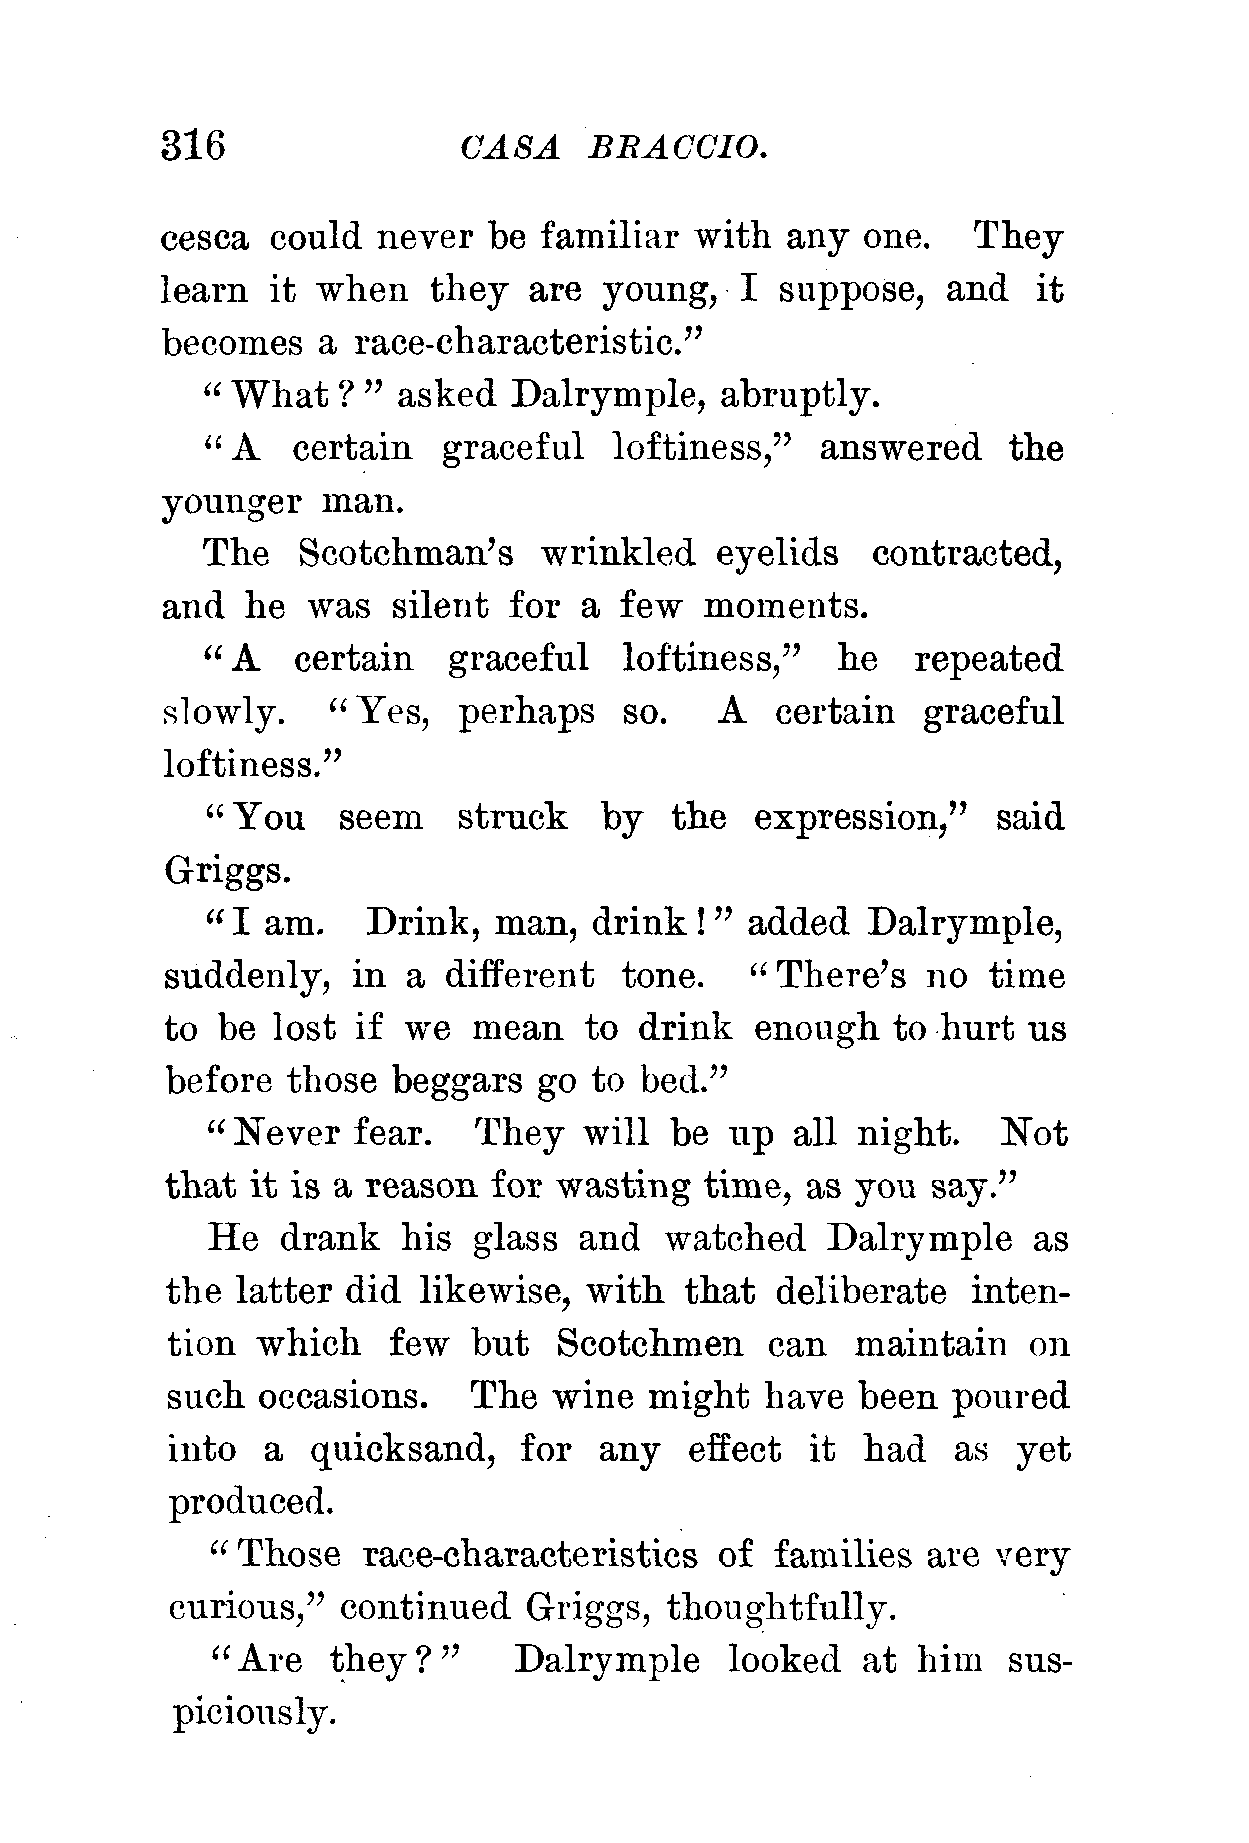 316 CASA BRACCIO.
cesca could never be familiar with any one. They
learn it when they are young, I suppose, and it
becomes a race-characteristic.”
“What?” asked Dalrymple, abruptly.
“A certain graceful loftiness,” answered the
younger man.
The Scotchman’s wrinkled eyelids contracted,
and he was silent for a few moments.
“A certain graceful loftiness,” he repeated
slowly. “Yes, perhaps so. A certain graceful
loftiness.”
“You seem struck by the expression,” said
Griggs.
“I am. Drink, man, drink!” added Dalrymple,
suddenly, in a different tone. “There’s no time
to be lost if we mean to drink enough to hurt us
before those beggars go to bed.”
“Never fear. They will be up all night. Not
that it is a reason for wasting time, as you say.”
He drank his glass and watched Dalrymple as
the latter did likewise, with that deliberate inten-
tion which few but Scotchmen can maintain on
such occasions. The wine might have been poured
into a quicksand, for any effect it had as yet
produced.
“Those race-characteristics of families are very
curious,” continued Griggs, thoughtfully.
“Are they?” Dalrymple looked at him sus-
piciously.